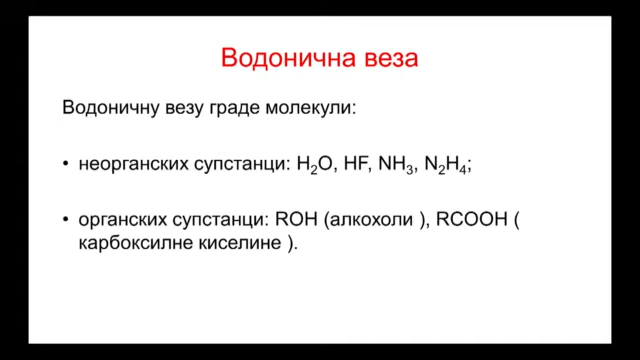 Водонична веза
Водоничну везу граде молекули:
• неорганских супстанци: H₂O, HF, NH₃, N₂H₄;
• органских супстанци: ROH (алкохоли ), RCOOH (
карбоксилне киселине ).